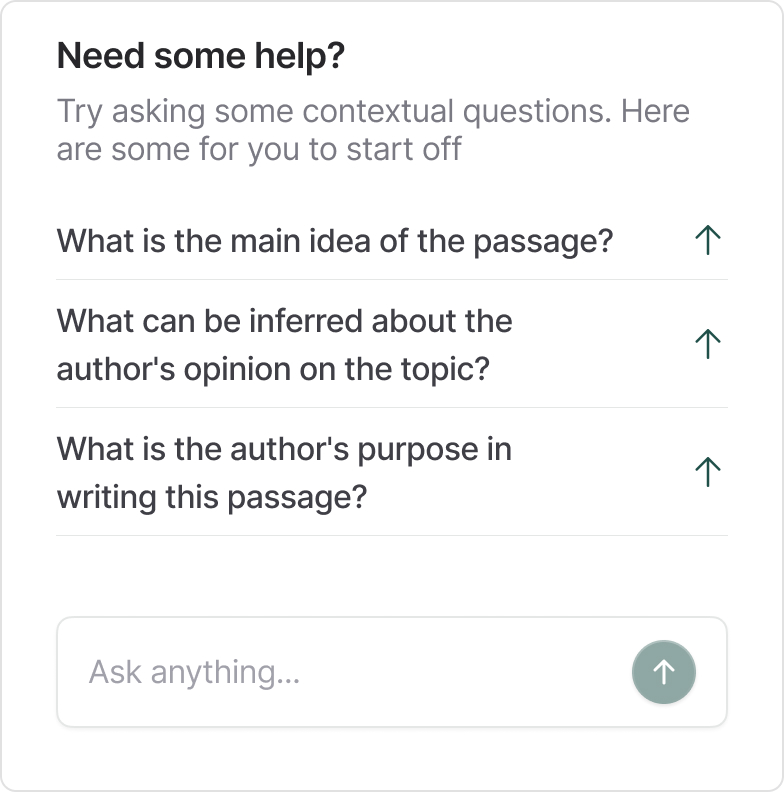 Need some help?
Try asking some contextual questions. Here
are some for you to start off
What is the main idea of the passage?
What can be inferred about the
author's opinion on the topic?
What is the author's purpose in
writing this passage?
Ask anything...